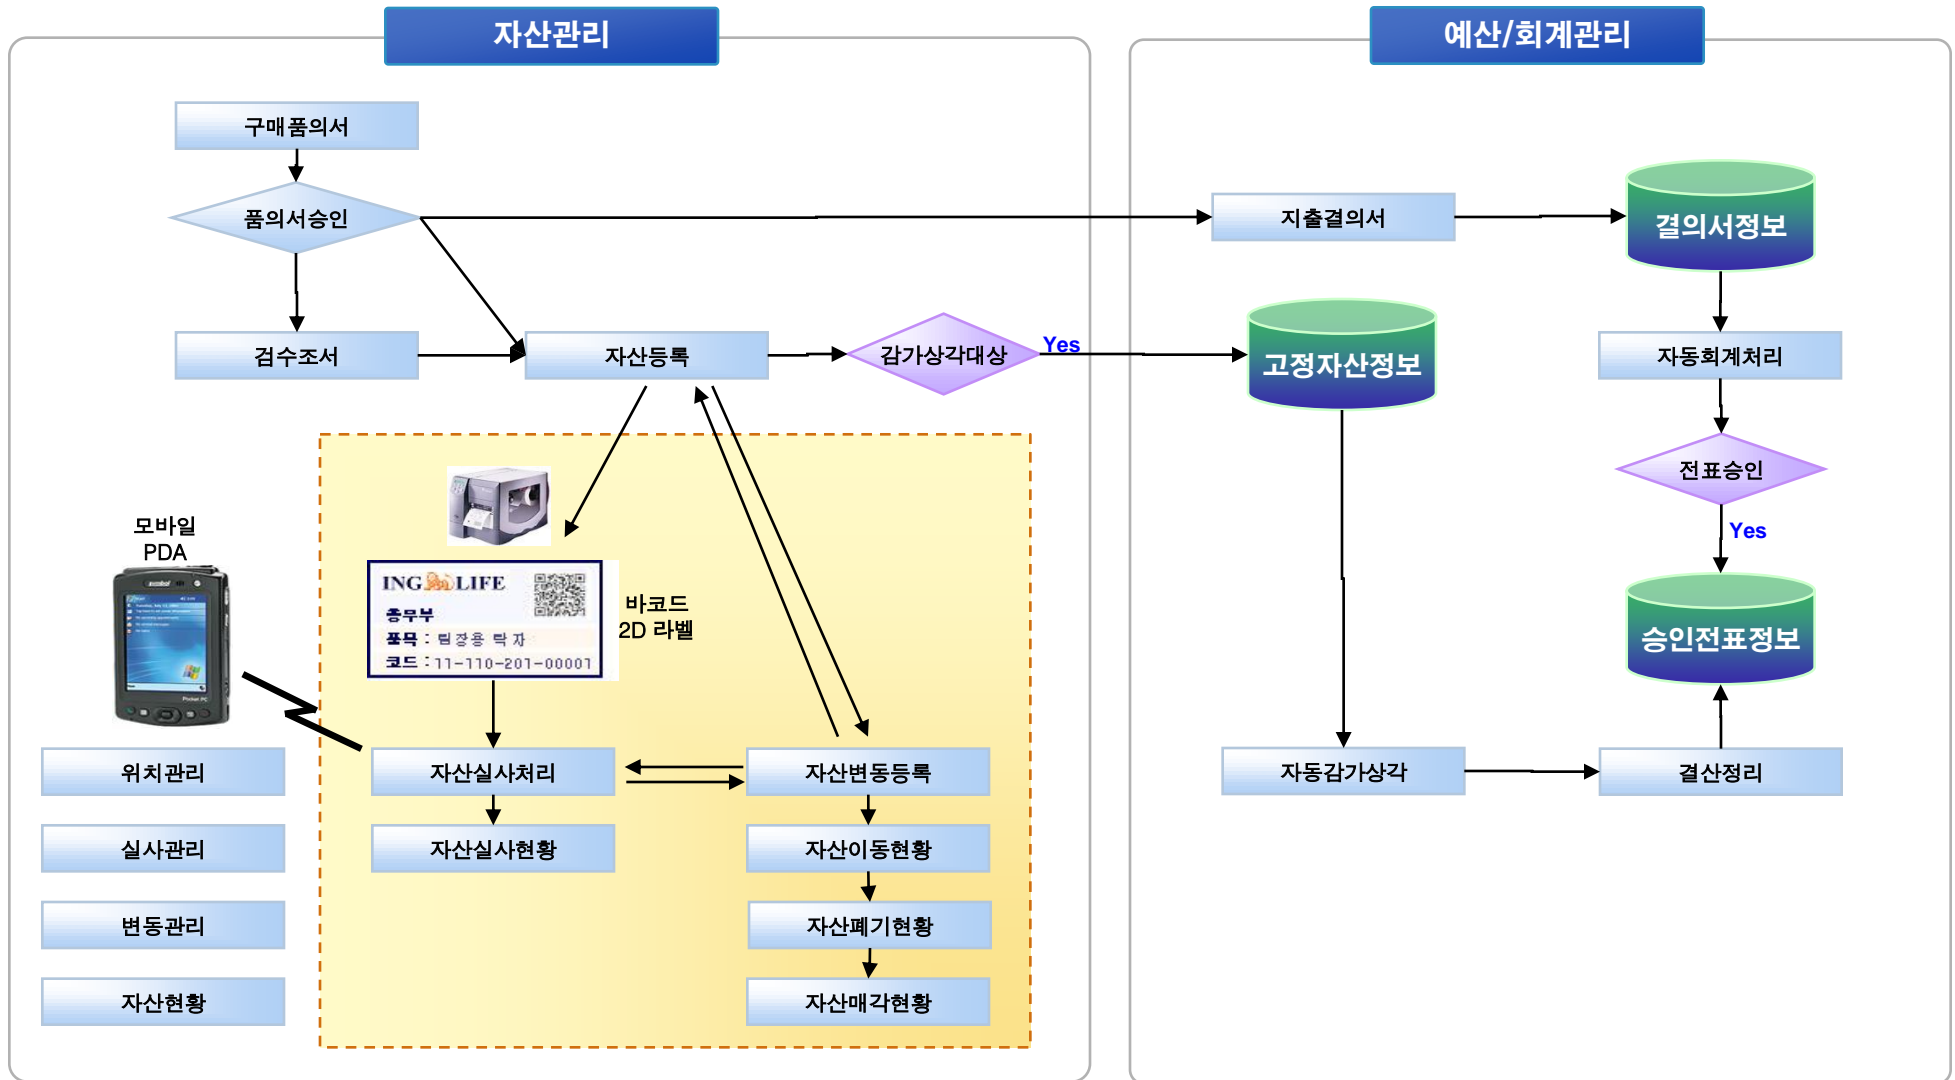 자산관리
예산/회계관리
구매품의서
품의서승인
지출결의서
결의서정보
검수조서
자산등록
감가상각대상
Yes
고정자산정보
자동회계처리
전표승인
Yes
승인전표정보
모바일
PDA
ING LIFE
총무부
품목 : 팀장용 탁자
코드 : 11-110-201-00001
바코드
2D 라벨
위치관리
자산실사처리
자산변동등록
자동감가상각
결산정리
실사관리
자산실사현황
자산이동현황
변동관리
자산폐기현황
자산현황
자산매각현황
symbol
Pocket PC